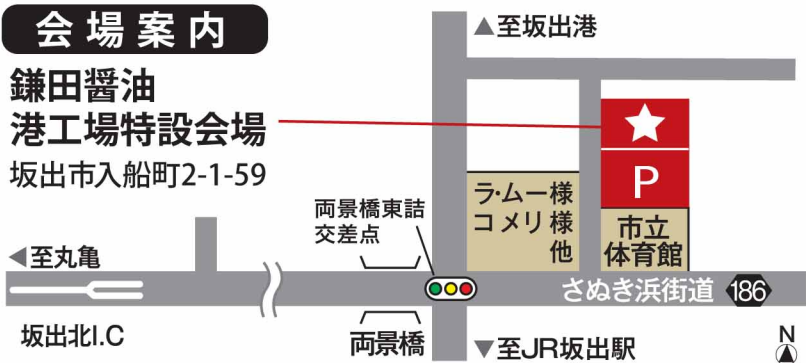 会場案内
鎌田醤油
港工場特設会場
坂出市入船町2-1-59
▲至坂出港
P
ラ・ムー様
コメリ様
他
市立
体育館
両景橋東詰
交差点
◀至丸亀
さぬき浜街道 186
坂出北I.C
両景橋
▼至JR坂出駅
N